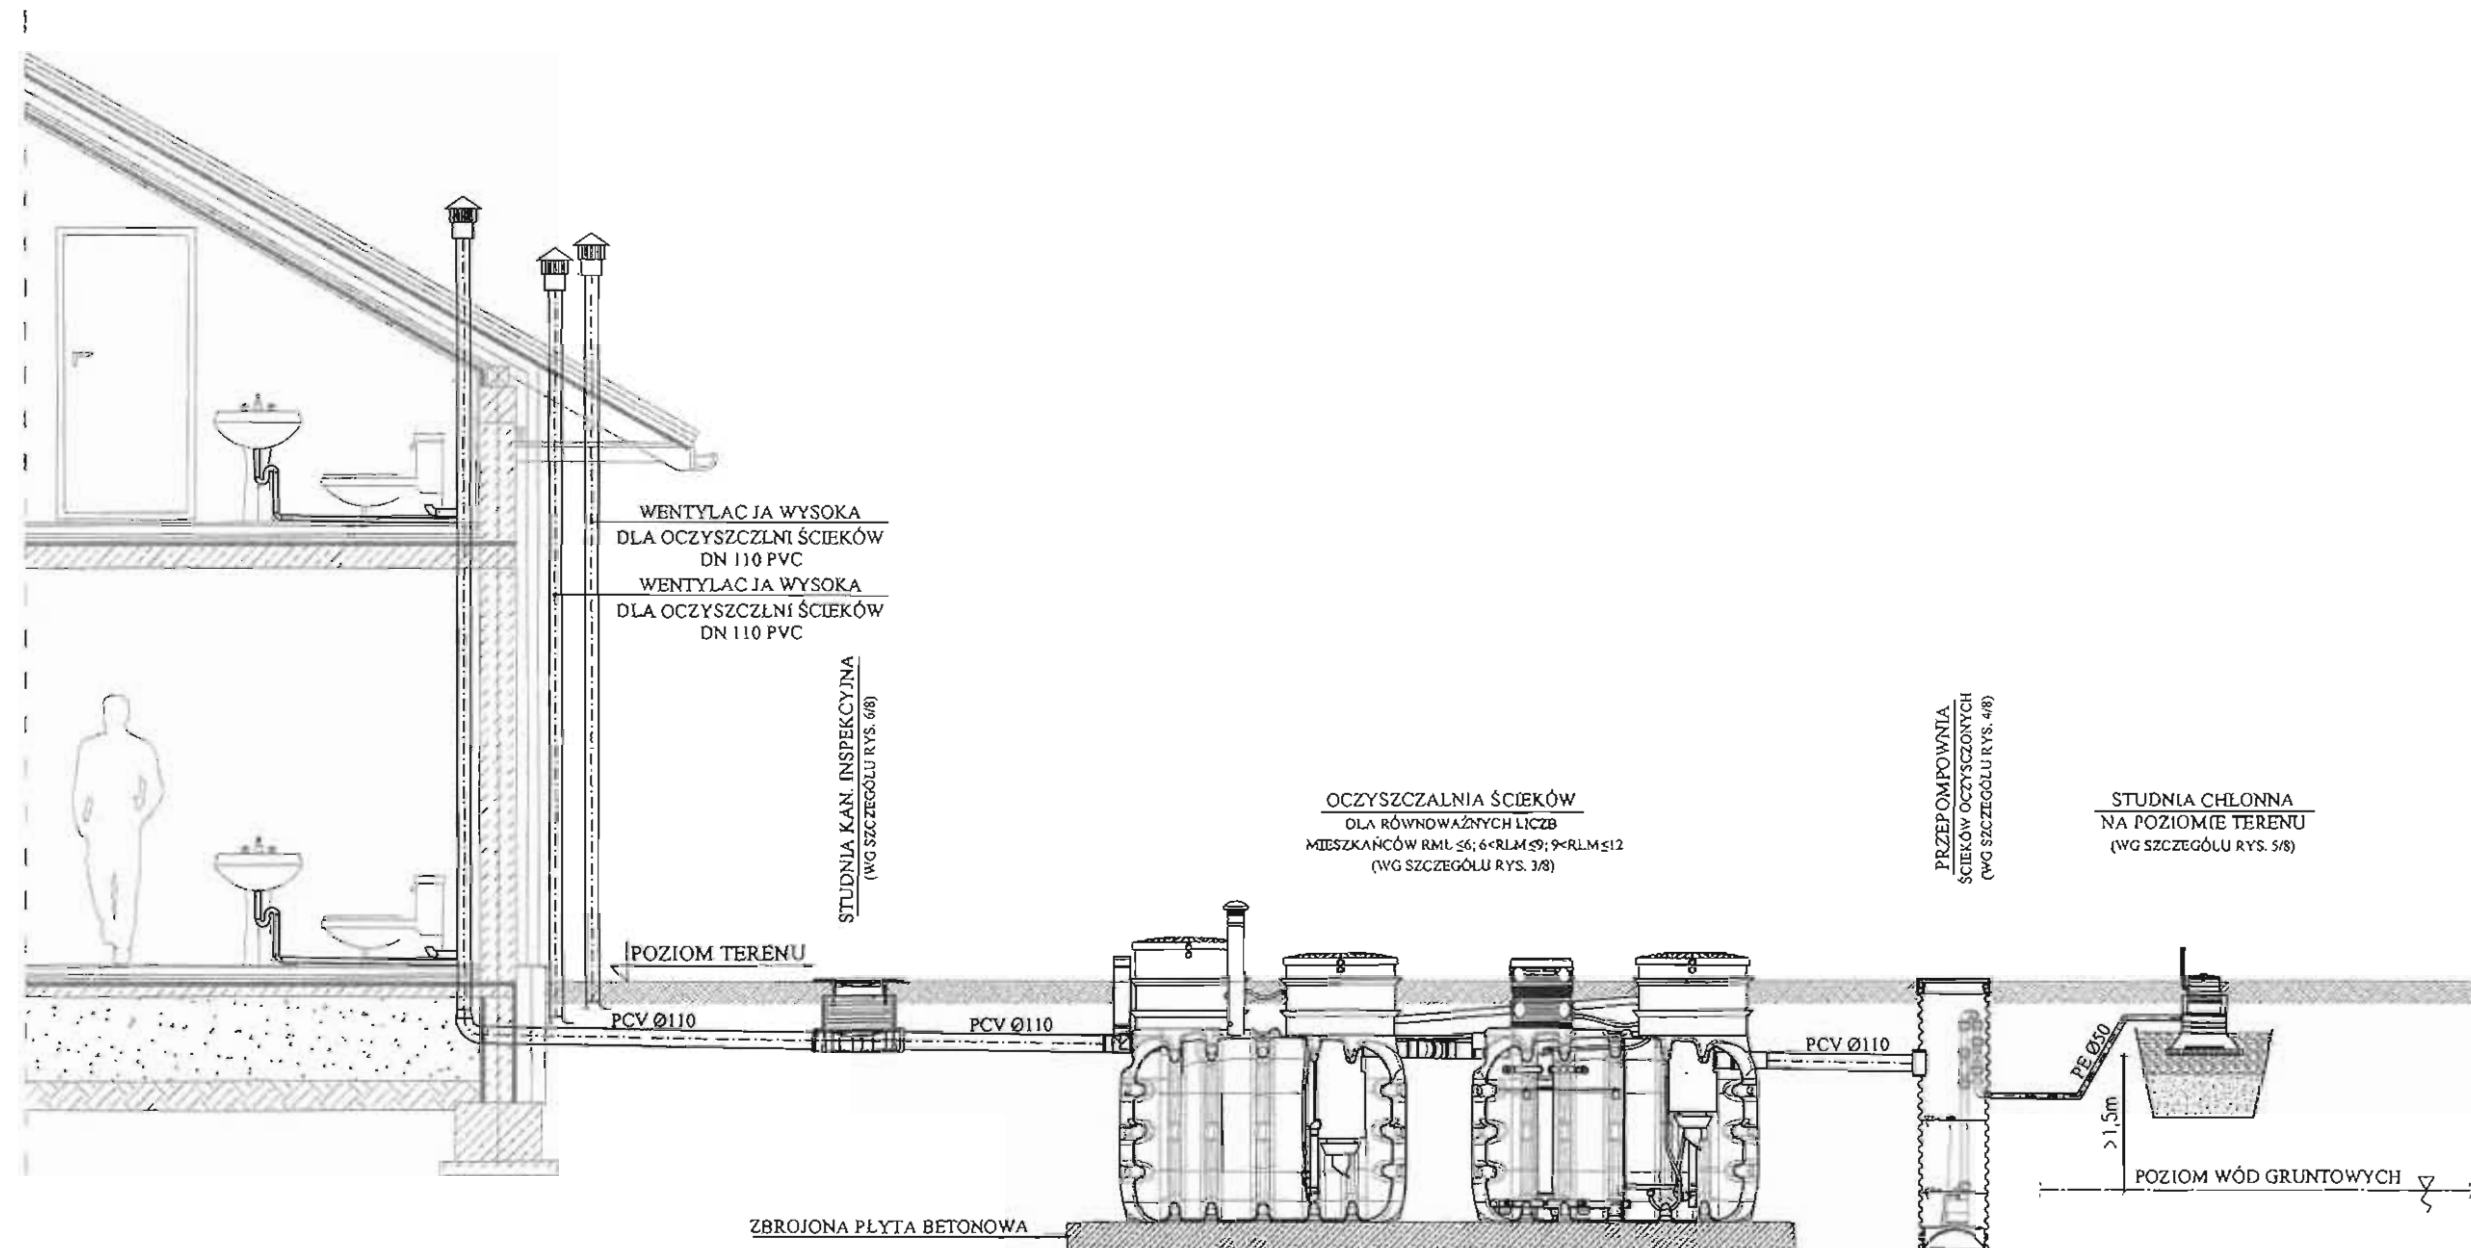 WENTYLACJA WYSOKA
DLA OCZYSZCZLNI ŚCIEKÓW
DN 110 PVC
WENTYLACJA WYSOKA
DLA OCZYSZCZLNI ŚCIEKÓW
DN 110 PVC
STUDNIA KAN. INSPEKCYJNA
(WG SZCZEGÓŁU RYS. 6/8)
POZIOM TERENU
PCV Ø110
PCV Ø110
OCZYSZCZALNIA ŚCIEKÓW
DLA RÓWNOWAŻNYCH LICZB
MIESZKAŃCÓW RML ≤6; 6<RLM≤9; 9<RLM≤12
(WG SZCZEGÓŁU RYS. 3/8)
PRZEPOMPOWNIA
ŚCIEKÓW OCZYSCZONYCH
(WG SZCZEGÓŁU RYS. 4/8)
STUDNIA CHŁONNA
NA POZIOMIE TERENU
(WG SZCZEGÓŁU RYS. 5/8)
PCV Ø110
PE Ø50
>1,5m
POZIOM WÓD GRUNTOWYCH
ZBROJONA PŁYTA BETONOWA